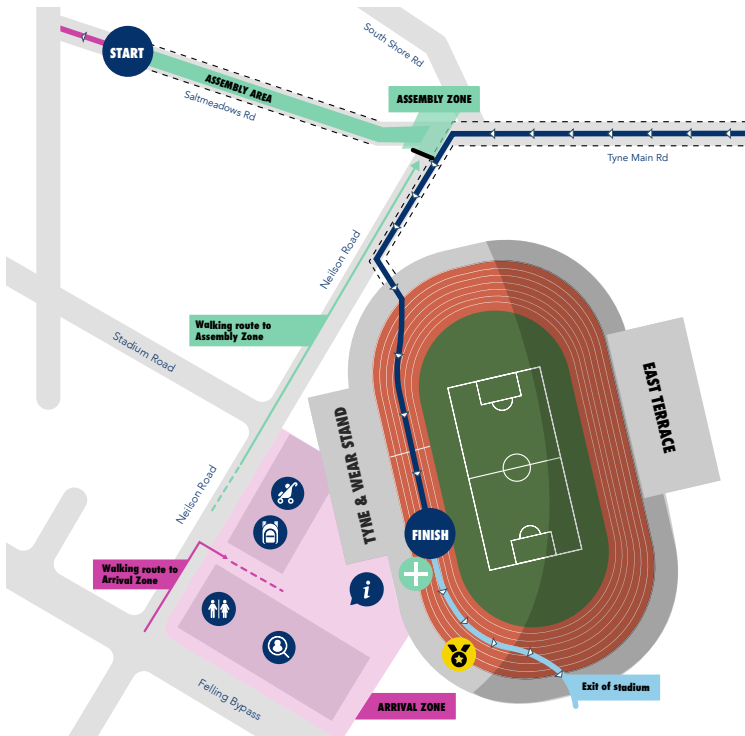 South Shore Rd
START
ASSEMBLY AREA
Saltmeadows Rd
ASSEMBLY ZONE
Tyne Main Rd
Neilson Road
Walking route to
Assembly Zone
Stadium Road
EAST TERRACE
TYNE & WEAR STAND
Neilson Road
FINISH
Walking route to
Arrival Zone
i
Exit of stadium
Felling Bypass
ARRIVAL ZONE